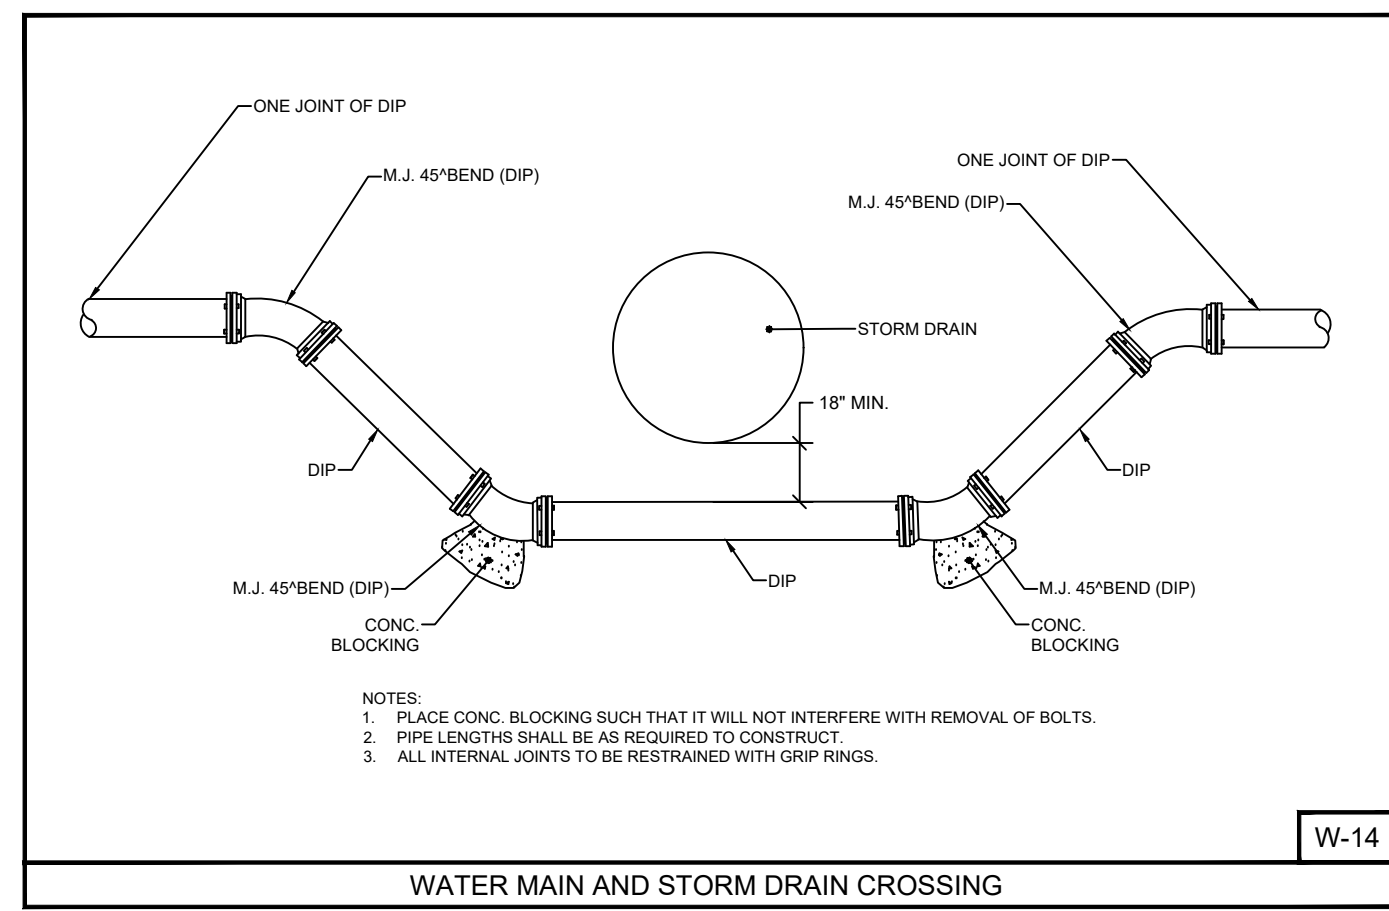 ONE JOINT OF DIP
M.J. 45^BEND (DIP)
ONE JOINT OF DIP
M.J. 45^BEND (DIP)
STORM DRAIN
18" MIN.
DIP
DIP
M.J. 45^BEND (DIP)
DIP
M.J. 45^BEND (DIP)
CONC.
BLOCKING
CONC.
BLOCKING
NOTES:
1. PLACE CONC. BLOCKING SUCH THAT IT WILL NOT INTERFERE WITH REMOVAL OF BOLTS.
2. PIPE LENGTHS SHALL BE AS REQUIRED TO CONSTRUCT.
3. ALL INTERNAL JOINTS TO BE RESTRAINED WITH GRIP RINGS.
W-14
WATER MAIN AND STORM DRAIN CROSSING